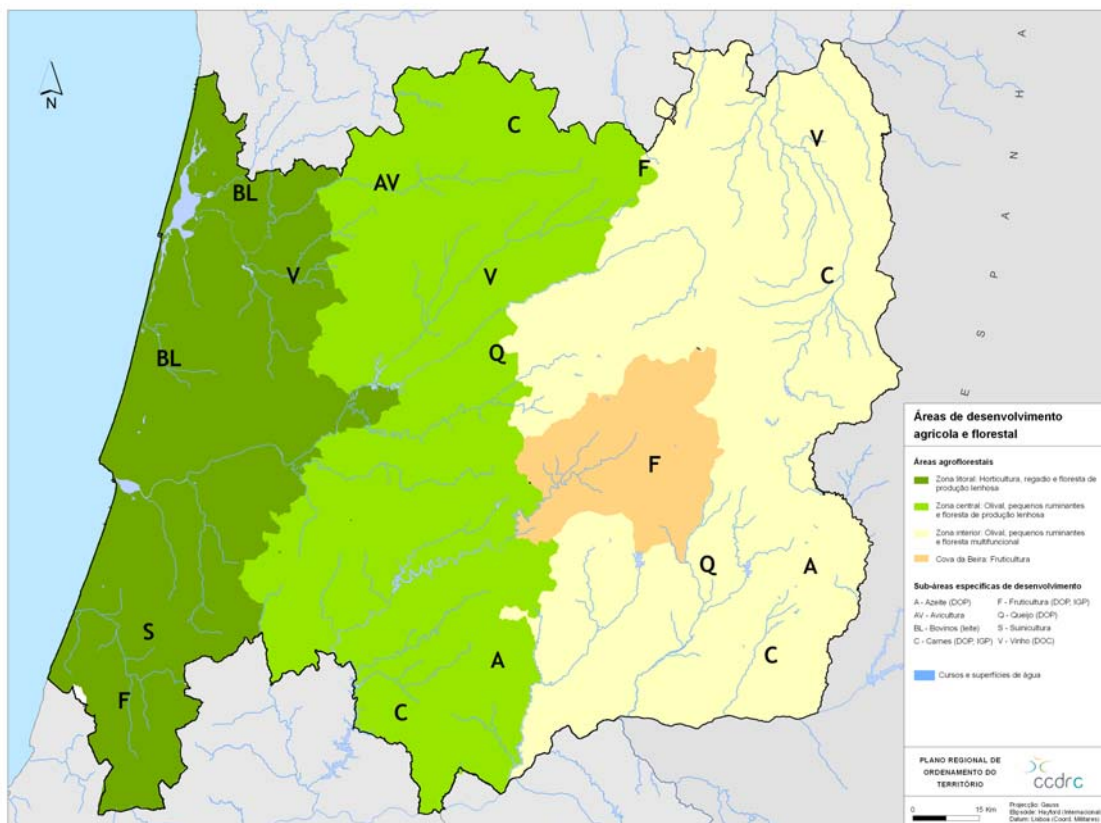 N
C
V
AV
F
BL
V
V
C
Q
BL
F
Q
A
S
A
C
F
C
E S P A N H A
Áreas de desenvolvimento
agrícola e florestal
Áreas agroflorestais
Zona litoral: Horticultura, regadio e floresta de
produção lenhosa
Zona central: Olival, pequenos ruminantes
e floresta de produção lenhosa
Zona interior: Olival, pequenos ruminantes
e floresta multifuncional
Cova da Beira: Fruticultura
Sub-áreas específicas de desenvolvimento
A - Azeite (DOP) F - Fruticultura (DOP, IGP)
AV - Avicultura Q - Queijo (DOP)
BL - Bovinos (leite) S - Suinicultura
C - Carnes (DOP, IGP) V - Vinho (DOC)
Cursos e superfícies de água
PLANO REGIONAL DE
ORDENAMENTO DO
TERRITÓRIO
ccdrc
0 15 Km
Projecção: Gauss
Elipsóide: Hayford (Internacional)
Datum: Lisboa (Coord. Militares)